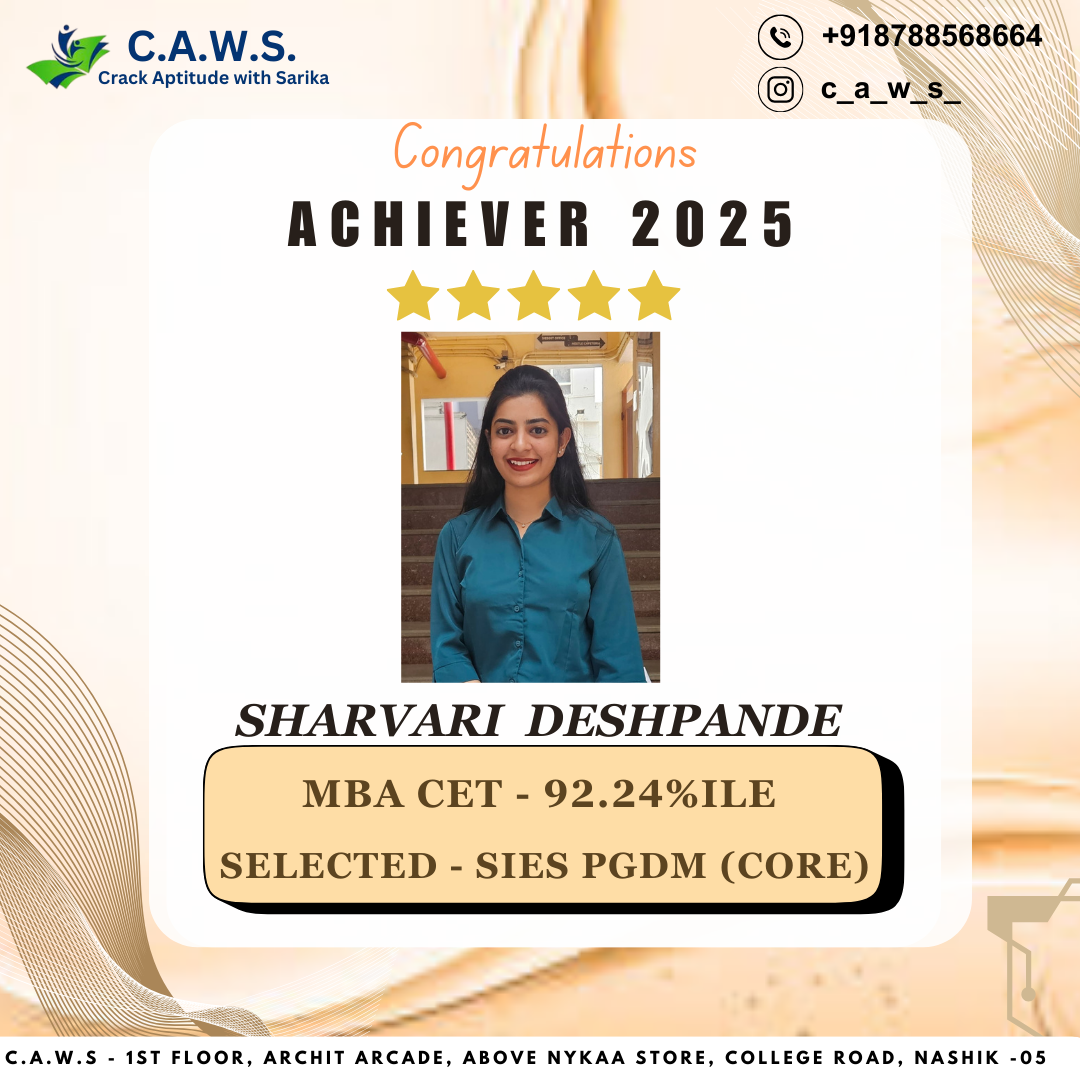 C.A.W.S.
Crack Aptitude with Sarika
+918788568664
c_a_w_s_
Congratulations
ACHIEVER 2025
SHARVARI DESHPANDE
MBA CET - 92.24%ILE
SELECTED - SIES PGDM (CORE)
C.A.W.S - 1ST FLOOR, ARCHIT ARCADE, ABOVE NYKAA STORE, COLLEGE ROAD, NASHIK -05